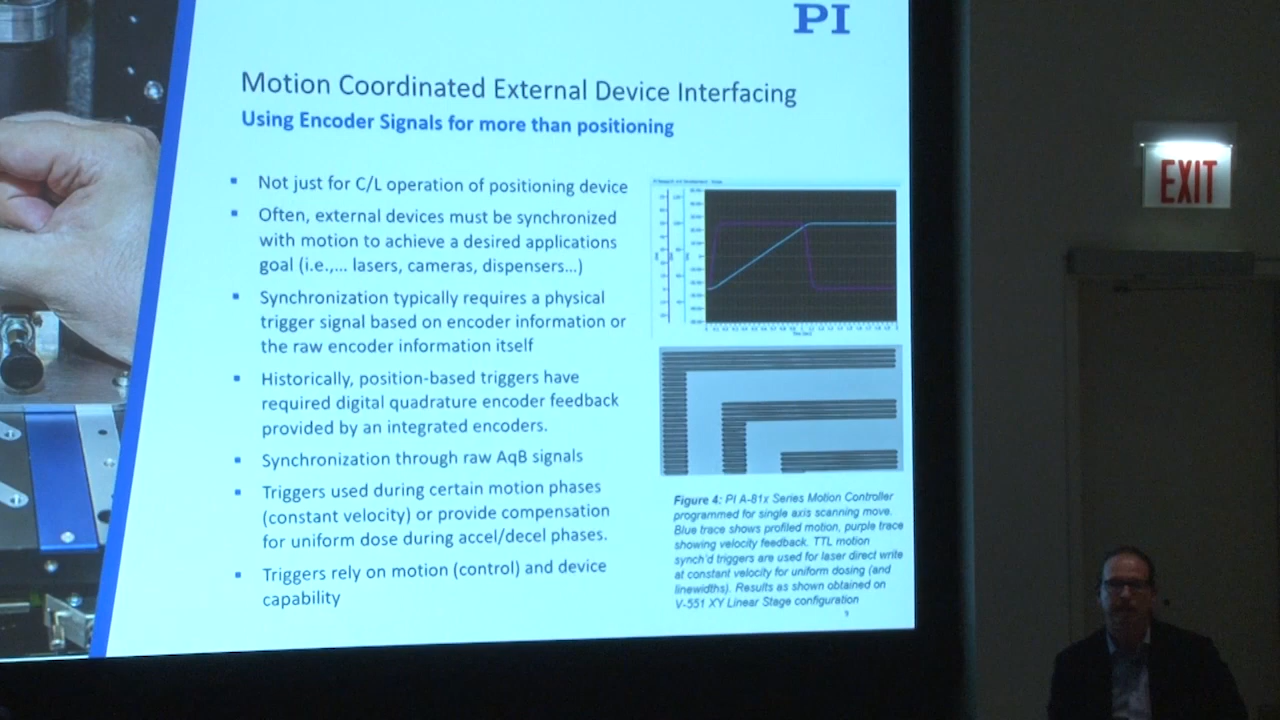 PI
Motion Coordinated External Device Interfacing
Using Encoder Signals for more than positioning
▪ Not just for C/L operation of positioning device
▪ Often, external devices must be synchronized
with motion to achieve a desired applications
goal (i.e.,... lasers, cameras, dispensers...)
▪ Synchronization typically requires a physical
trigger signal based on encoder information or
the raw encoder information itself
▪ Historically, position-based triggers have
required digital quadrature encoder feedback
provided by an integrated encoders.
▪ Synchronization through raw AqB signals
▪ Triggers used during certain motion phases
(constant velocity) or provide compensation
for uniform dose during accel/decel phases.
▪ Triggers rely on motion (control) and device
capability
Figure 4: PI A-81x Series Motion Controller
programmed for single axis scanning move.
Blue trace shows profiled motion, purple trace
showing velocity feedback. TTL motion
synch'd triggers are used for laser direct write
at constant velocity for uniform dosing (and
linewidths). Results as shown obtained on
V-551 XY Linear Stage configuration
EXIT